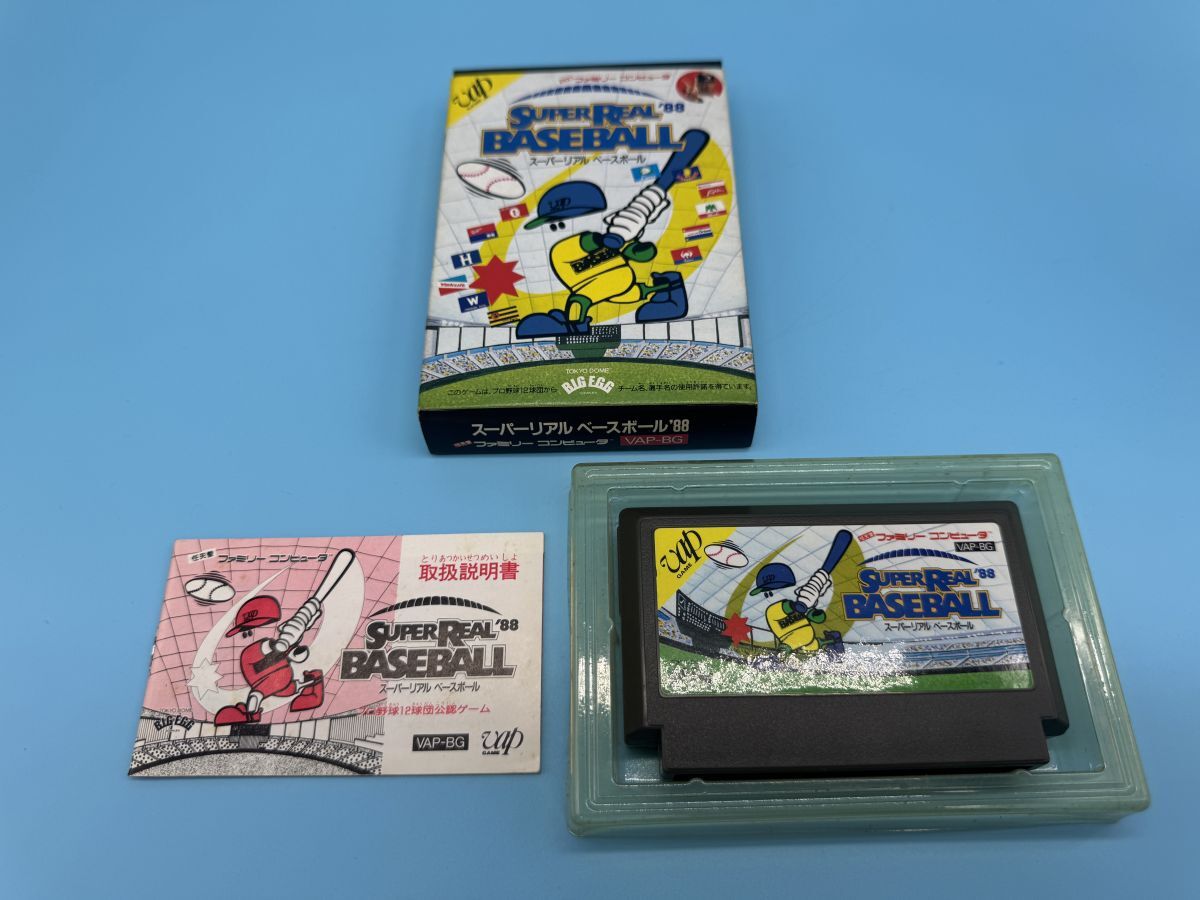 vap
GAME
ファミリー コンピュータ
SUPER REAL '88
BASEBALL
スーパーリアル ベースボール
vap
BASEBALL
H
W
TOKYO DOME
BIG EGG
このゲームは、プロ野球12球団から
チーム名、選手名の使用許諾を得ています。
スーパーリアル ベースボール'88
ファミリー コンピュータ
VAP-BG
任天堂
ファミリー コンピュータ
とりあつかいせつめいしょ
取扱説明書
SUPER REAL '88
BASEBALL
スーパーリアル ベースボール
プロ野球12球団公認ゲーム
TOKYO DOME
BIG EGG
VAP-BG
vap
GAME
vap
GAME
ファミリー コンピュータ
VAP-BG
SUPER REAL '88
BASEBALL
スーパーリアル ベースボール